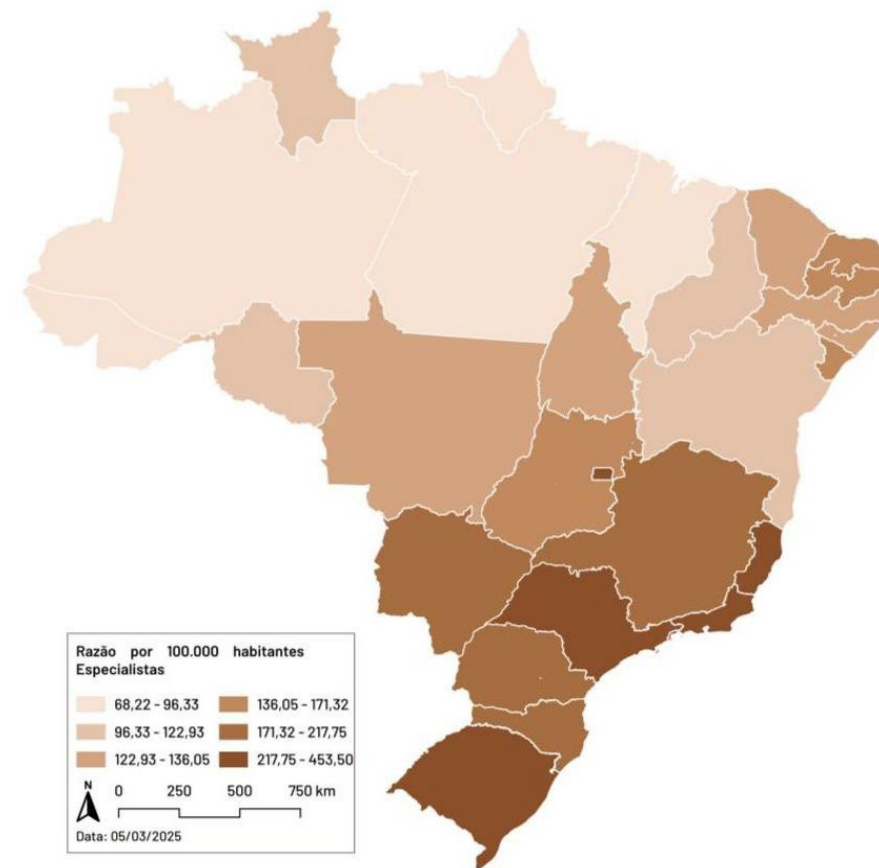 Razão por 100.000 habitantes
Especialistas
68,22 - 96,33
136,05 - 171,32
96,33 - 122,93
171,32 - 217,75
122,93 - 136,05
217,75 - 453,50
N
0 250 500 750 km
Data: 05/03/2025